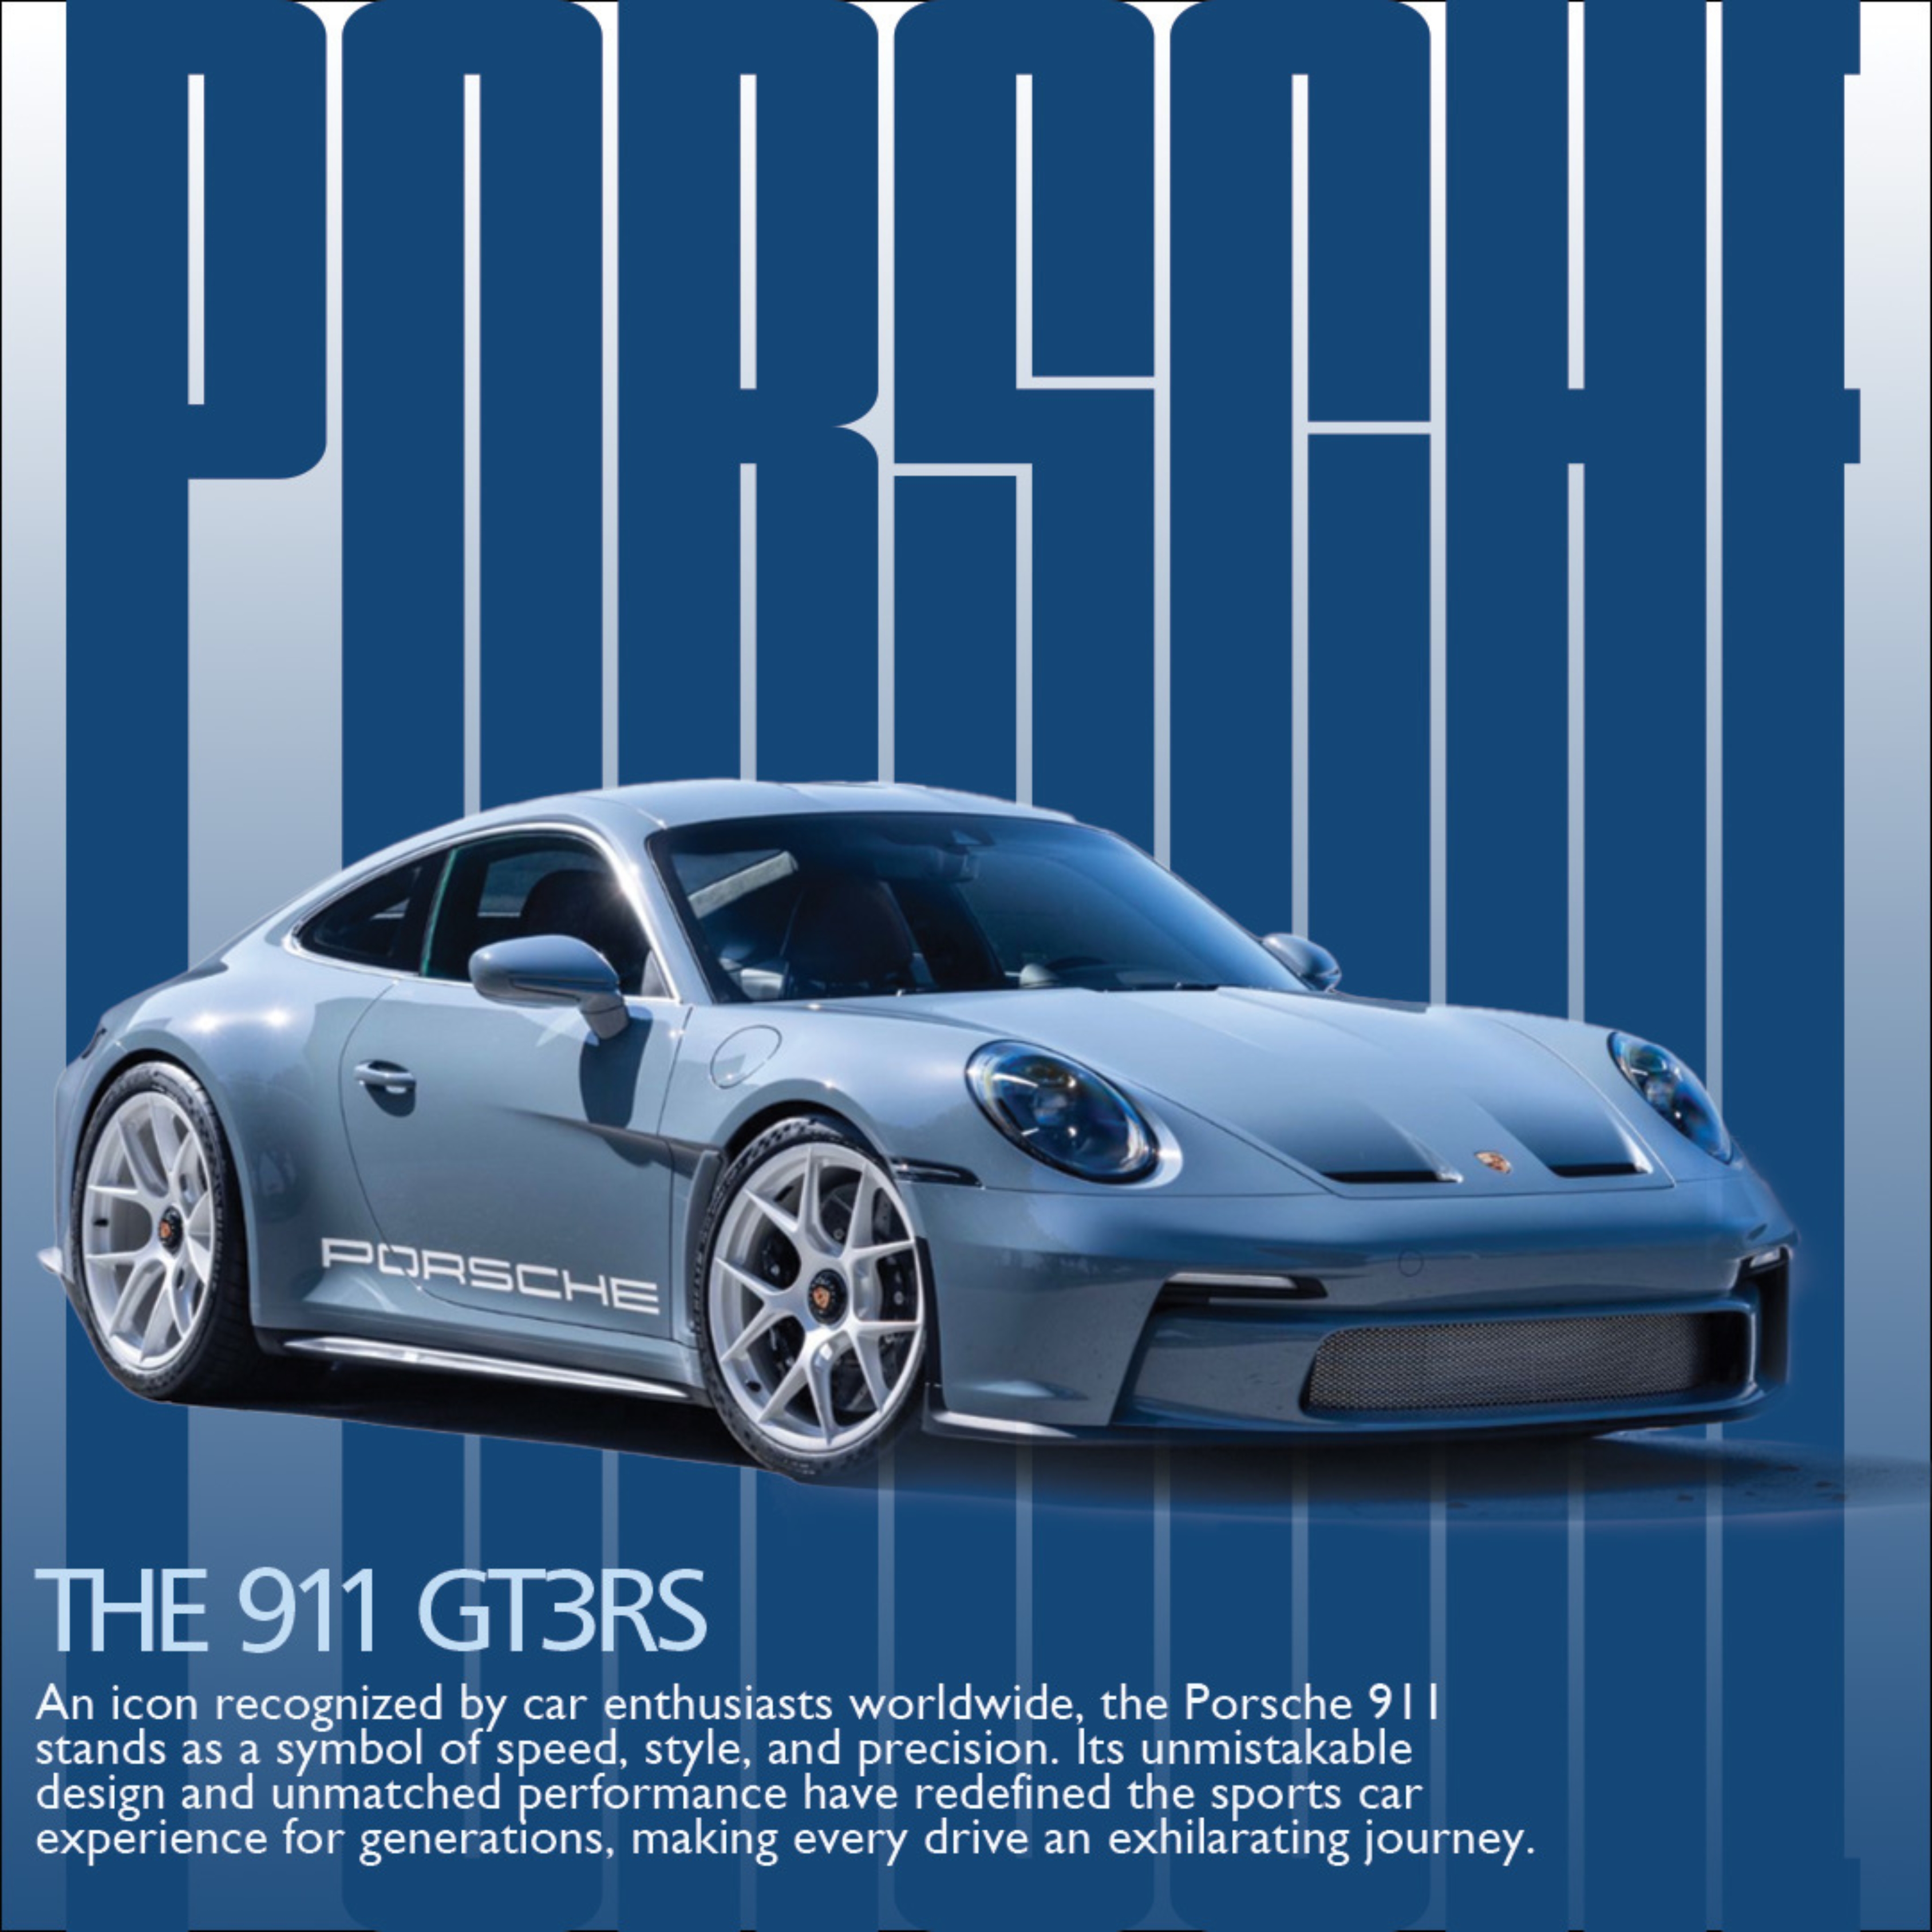 PORSCHE
PORSCHE
THE 911 GT3RS
An icon recognized by car enthusiasts worldwide, the Porsche 911
stands as a symbol of speed, style, and precision. Its unmistakable
design and unmatched performance have redefined the sports car
experience for generations, making every drive an exhilarating journey.